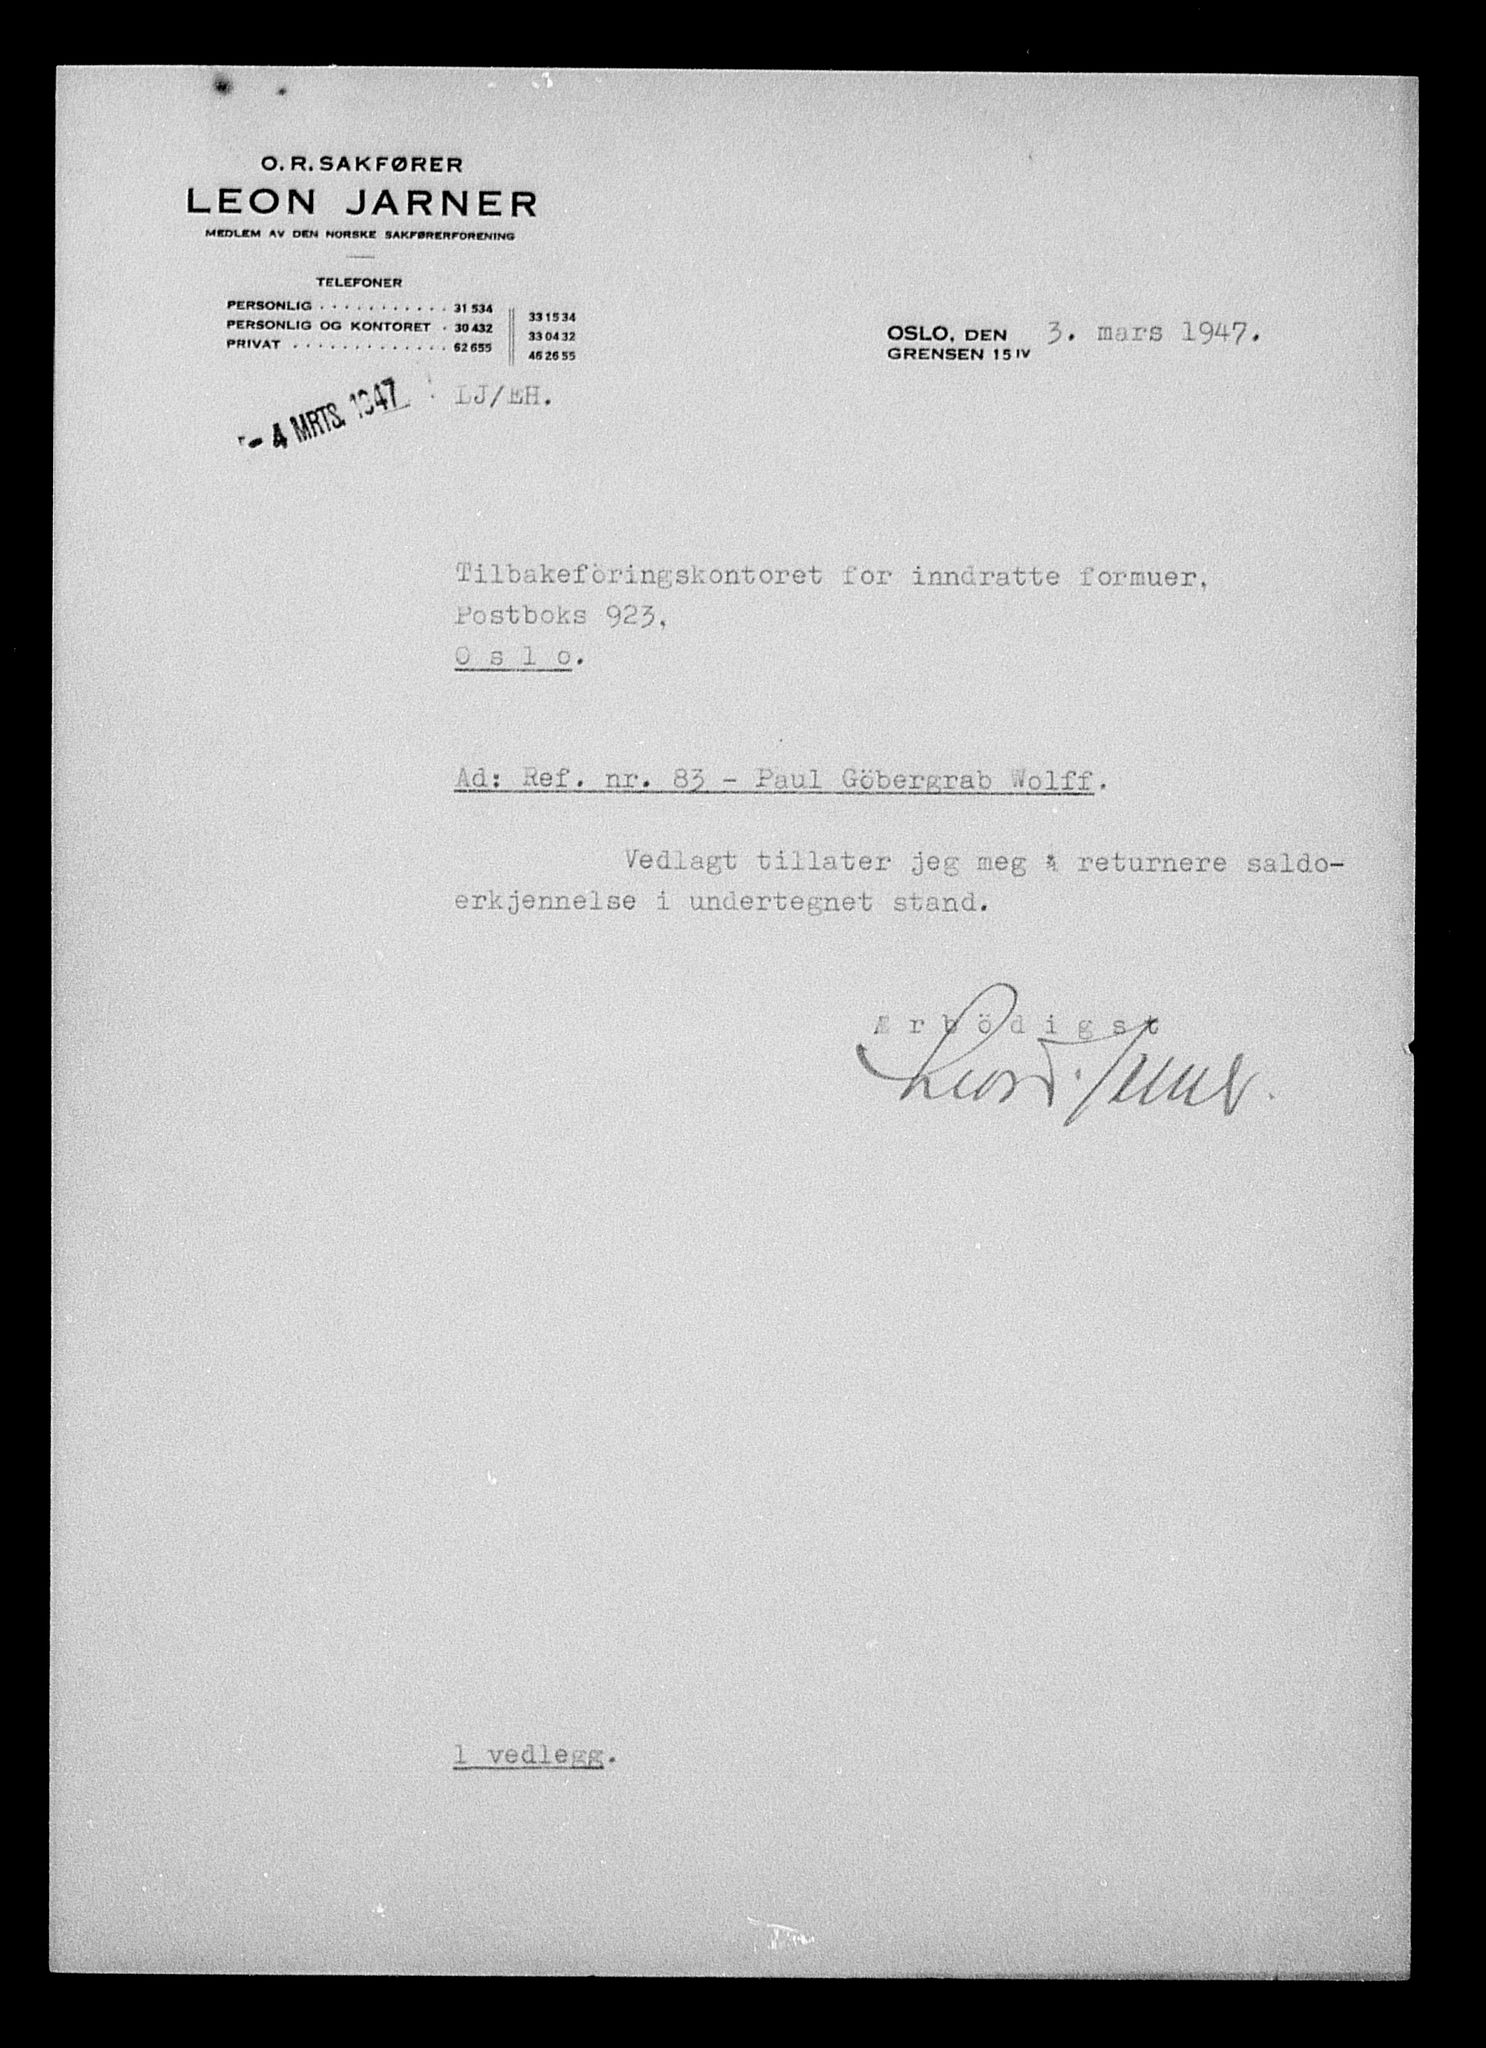 O. R. SAKFØRER
LEON JARNER
MEDLEM AV DEN NORSKE SAKFØRERFORENING
TELEFONER
PERSONLIG . . . . . . . . . . . 31 534
PERSONLIG OG KONTORET . 30 432
PRIVAT . . . . . . . . . . . . . 62 655
33 15 34
33 04 32
46 26 55
OSLO, DEN 3. mars 1947.
GRENSEN 15 IV
LJ/EH.
- 4 MRTS. 1947
Tilbakeföringskontoret for inndratte formuer,
Postboks 923,
O s l o.
Ad: Ref. nr. 83 - Paul Göbergrab Wolff.
Vedlagt tillater jeg meg å returnere saldo-
erkjennelse i undertegnet stand.
Æ r b ö d i g s t
Leon Jarner.
1 vedlegg.